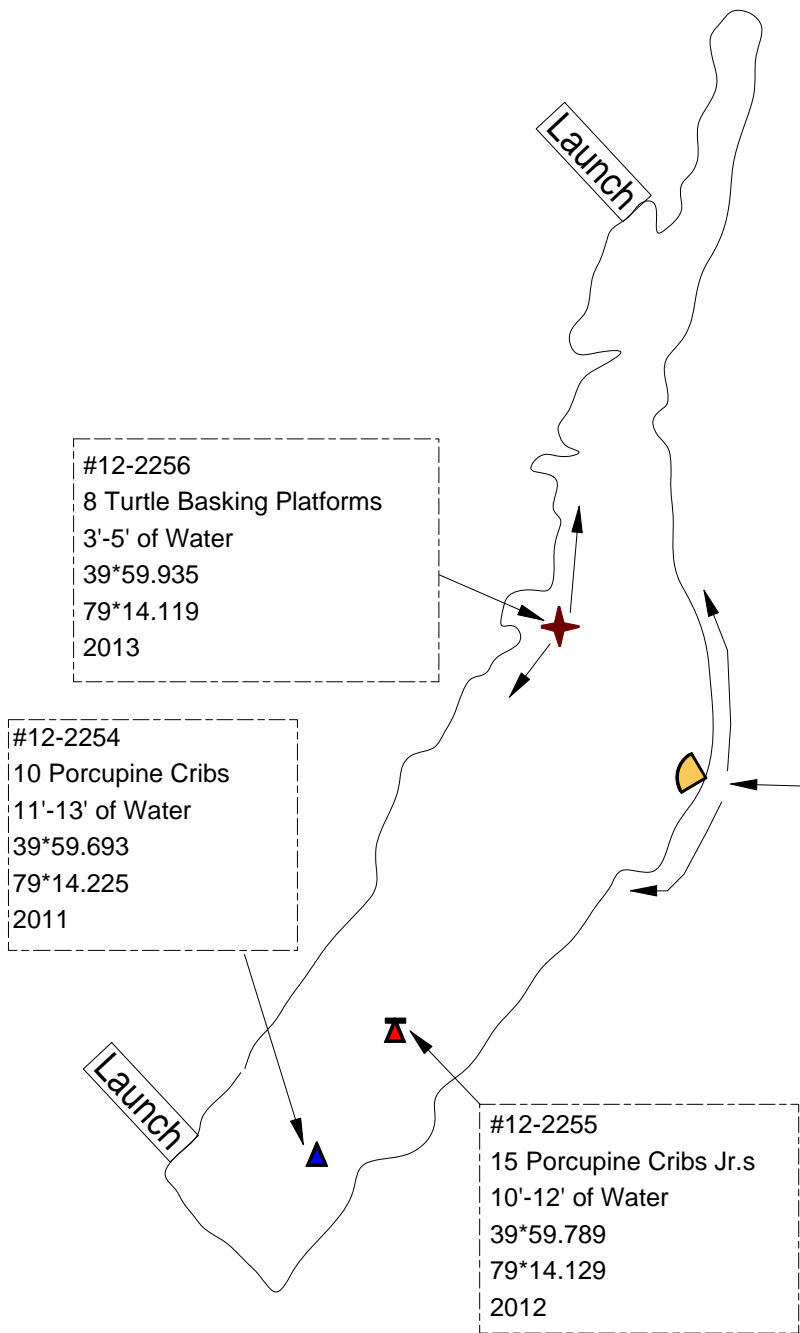 Launch
#12-2256
8 Turtle Basking Platforms
3'-5' of Water
39*59.935
79*14.119
2013
#12-2254
10 Porcupine Cribs
11'-13' of Water
39*59.693
79*14.225
2011
Launch
#12-2255
15 Porcupine Cribs Jr.s
10'-12' of Water
39*59.789
79*14.129
2012